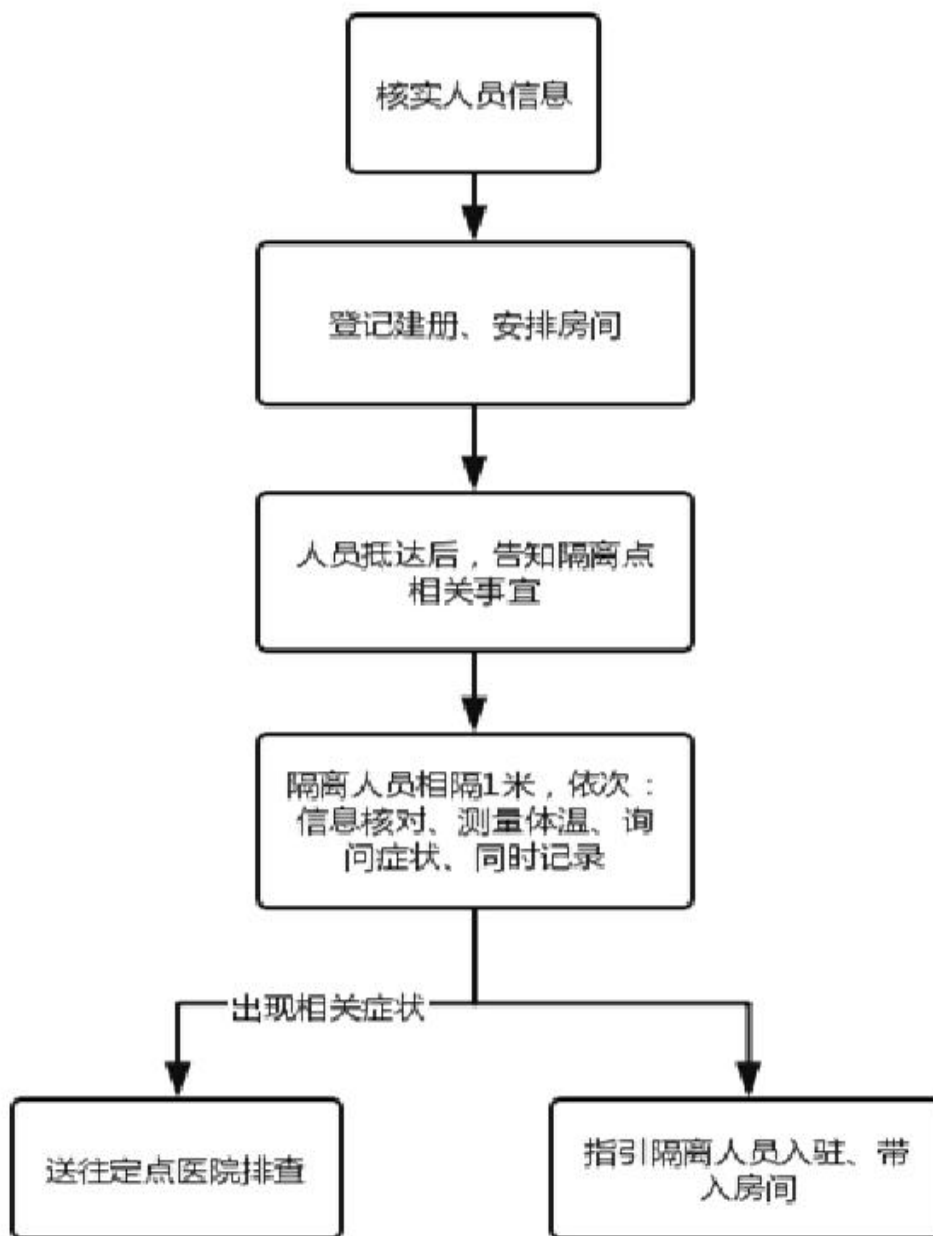 核实人员信息
登记建册、安排房间
人员抵达后，告知隔离点
相关事宜
隔离人员相隔1米，依次：
信息核对、测量体温、询
问症状、同时记录
出现相关症状
送往定点医院排查
指引隔离人员入驻、带
入房间